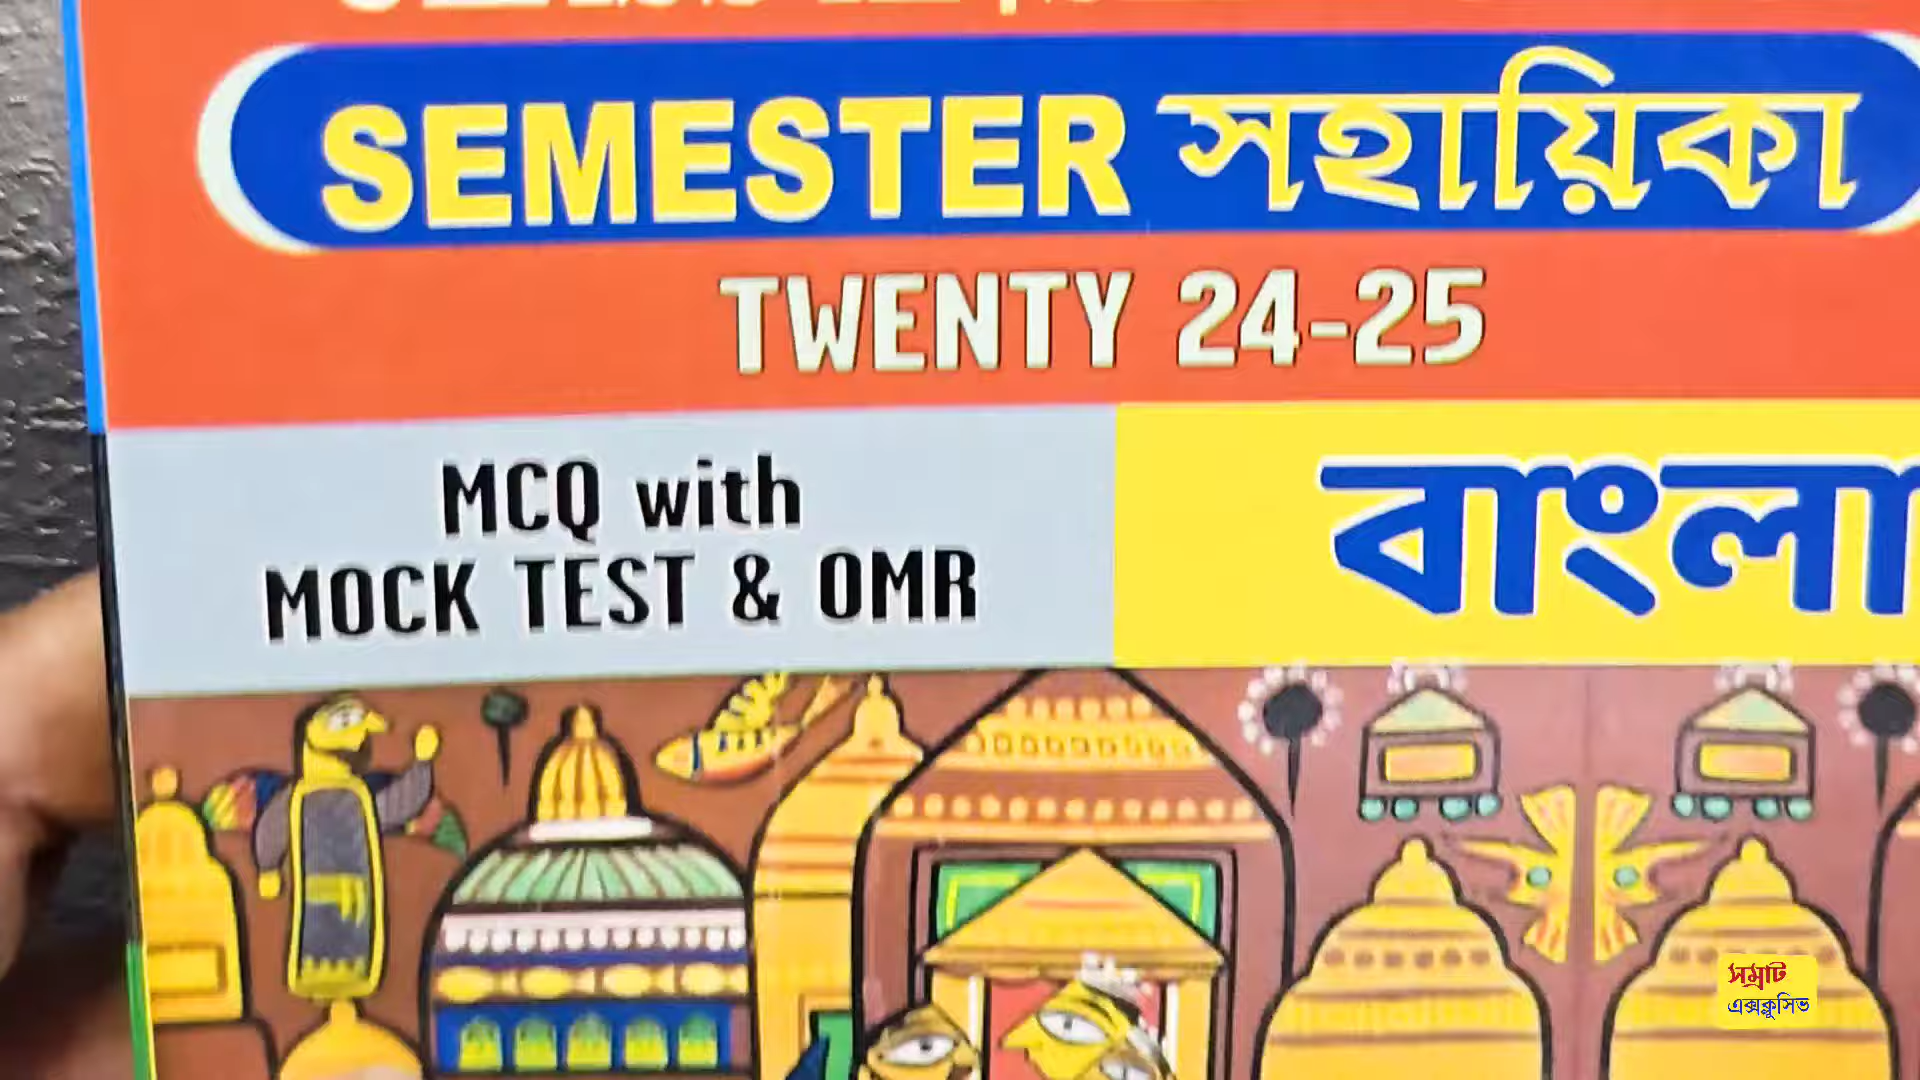 SEMESTER সহায়িকা
TWENTY 24-25
MCQ with
MOCK TEST & OMR
বাংলা
সম্রাট
এক্সক্লুসিভ